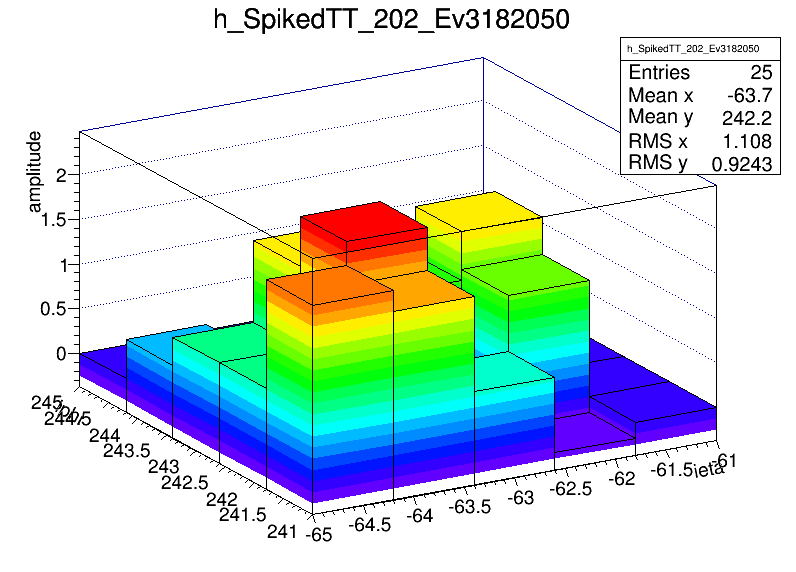 h_SpikedTT_202_Ev3182050
h_SpikedTT_202_Ev3182050
Entries 25
Mean x -63.7
Mean y 242.2
RMS x 1.108
RMS y 0.9243
amplitude
2
1.5
1
0.5
0
245
244.5
244
243.5
243
242.5
242
241.5
241
-65
-64.5
-64
-63.5
-63
-62.5
-62
-61.5
-61
ieta